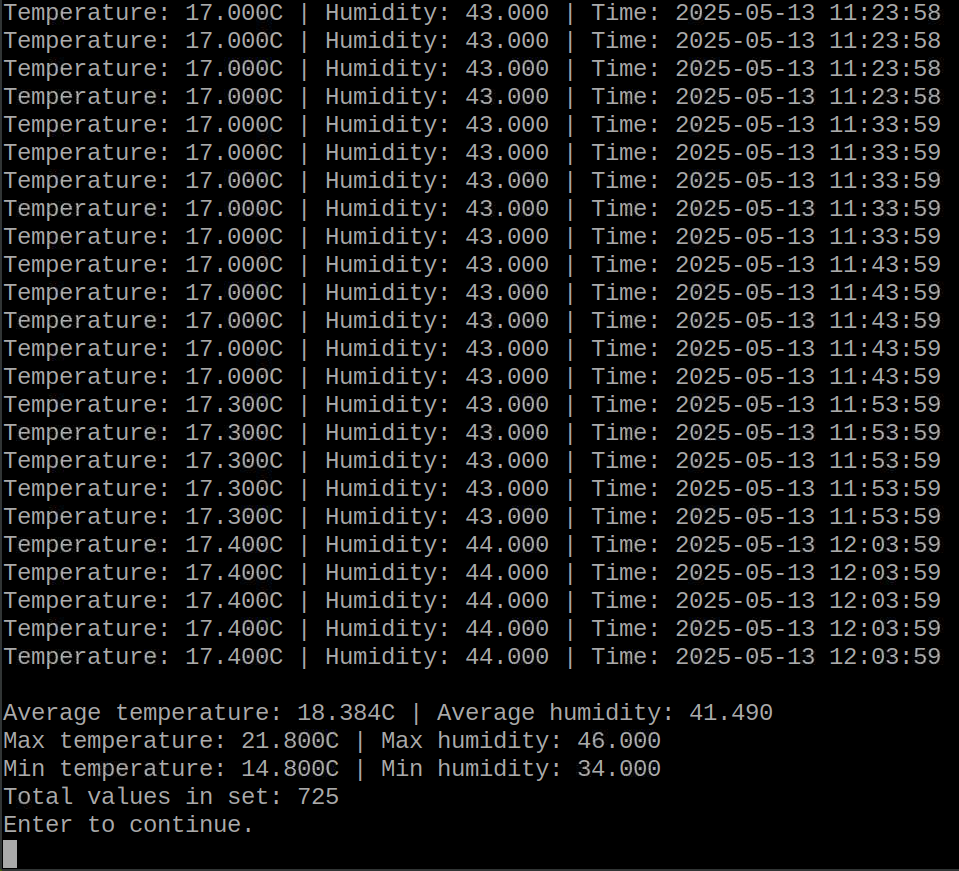 Temperature: 17.000C | Humidity: 43.000 | Time: 2025-05-13 11:23:58
Temperature: 17.000C | Humidity: 43.000 | Time: 2025-05-13 11:23:58
Temperature: 17.000C | Humidity: 43.000 | Time: 2025-05-13 11:23:58
Temperature: 17.000C | Humidity: 43.000 | Time: 2025-05-13 11:23:58
Temperature: 17.000C | Humidity: 43.000 | Time: 2025-05-13 11:33:59
Temperature: 17.000C | Humidity: 43.000 | Time: 2025-05-13 11:33:59
Temperature: 17.000C | Humidity: 43.000 | Time: 2025-05-13 11:33:59
Temperature: 17.000C | Humidity: 43.000 | Time: 2025-05-13 11:33:59
Temperature: 17.000C | Humidity: 43.000 | Time: 2025-05-13 11:33:59
Temperature: 17.000C | Humidity: 43.000 | Time: 2025-05-13 11:43:59
Temperature: 17.000C | Humidity: 43.000 | Time: 2025-05-13 11:43:59
Temperature: 17.000C | Humidity: 43.000 | Time: 2025-05-13 11:43:59
Temperature: 17.000C | Humidity: 43.000 | Time: 2025-05-13 11:43:59
Temperature: 17.000C | Humidity: 43.000 | Time: 2025-05-13 11:43:59
Temperature: 17.300C | Humidity: 43.000 | Time: 2025-05-13 11:53:59
Temperature: 17.300C | Humidity: 43.000 | Time: 2025-05-13 11:53:59
Temperature: 17.300C | Humidity: 43.000 | Time: 2025-05-13 11:53:59
Temperature: 17.300C | Humidity: 43.000 | Time: 2025-05-13 11:53:59
Temperature: 17.300C | Humidity: 43.000 | Time: 2025-05-13 11:53:59
Temperature: 17.400C | Humidity: 44.000 | Time: 2025-05-13 12:03:59
Temperature: 17.400C | Humidity: 44.000 | Time: 2025-05-13 12:03:59
Temperature: 17.400C | Humidity: 44.000 | Time: 2025-05-13 12:03:59
Temperature: 17.400C | Humidity: 44.000 | Time: 2025-05-13 12:03:59
Temperature: 17.400C | Humidity: 44.000 | Time: 2025-05-13 12:03:59
Average temperature: 18.384C | Average humidity: 41.490
Max temperature: 21.800C | Max humidity: 46.000
Min temperature: 14.800C | Min humidity: 34.000
Total values in set: 725
Enter to continue.